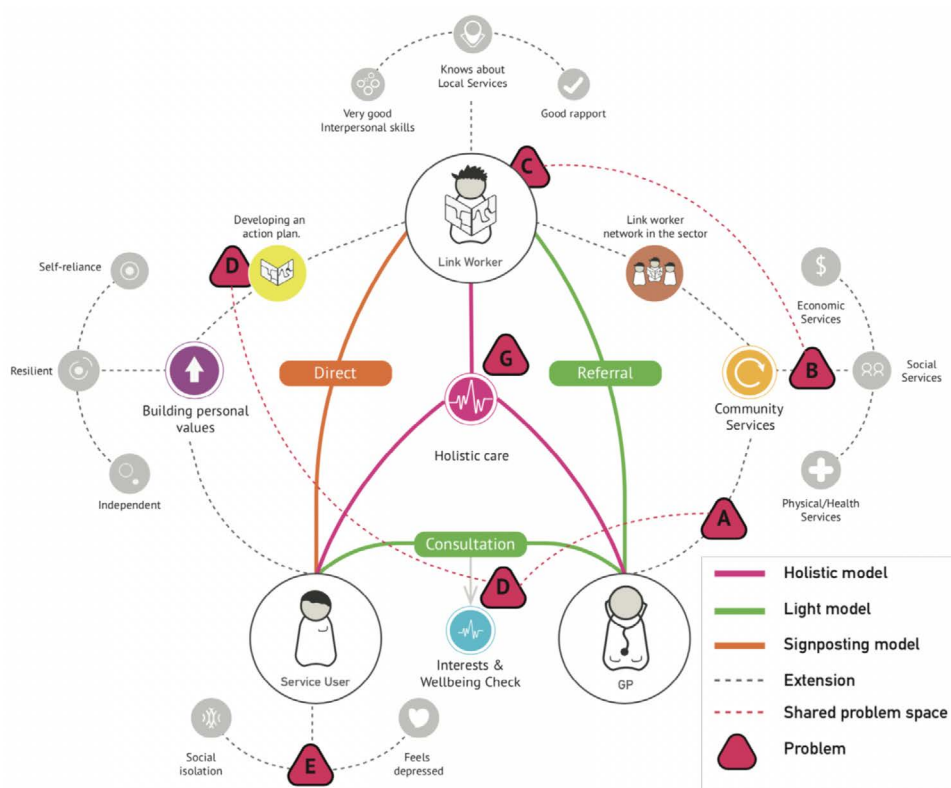 Knows about
Local Services
Very good
Interpersonal skills
Good rapport
C
Link Worker
Developing an
action plan.
D
Link worker
network in the sector
Self-reliance
Resilient
Independent
Building personal
values
Direct
G
Referral
Holistic care
$
Economic
Services
B
Social
Services
Community
Services
Physical/Health
Services
A
Consultation
D
Interests &
Wellbeing Check
Service User
GP
Social
isolation
E
Feels
depressed
Holistic model
Light model
Signposting model
Extension
Shared problem space
Problem